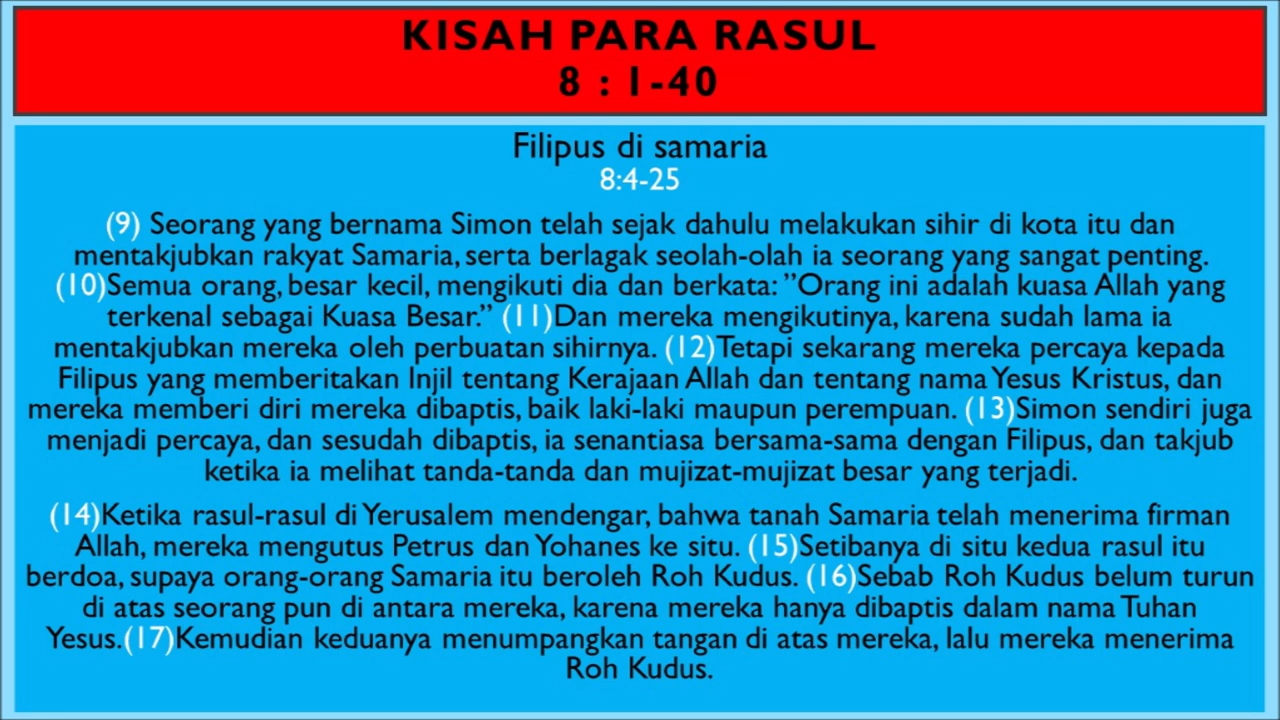 KISAH PARA RASUL
8 : 1-40
Filipus di samaria
8:4-25
(9) Seorang yang bernama Simon telah sejak dahulu melakukan sihir di kota itu dan
mentakjubkan rakyat Samaria, serta berlagak seolah-olah ia seorang yang sangat penting.
(10)Semua orang, besar kecil, mengikuti dia dan berkata: ”Orang ini adalah kuasa Allah yang
terkenal sebagai Kuasa Besar.” (11)Dan mereka mengikutinya, karena sudah lama ia
mentakjubkan mereka oleh perbuatan sihirnya. (12)Tetapi sekarang mereka percaya kepada
Filipus yang memberitakan Injil tentang Kerajaan Allah dan tentang nama Yesus Kristus, dan
mereka memberi diri mereka dibaptis, baik laki-laki maupun perempuan. (13)Simon sendiri juga
menjadi percaya, dan sesudah dibaptis, ia senantiasa bersama-sama dengan Filipus, dan takjub
ketika ia melihat tanda-tanda dan mujizat-mujizat besar yang terjadi.
(14)Ketika rasul-rasul di Yerusalem mendengar, bahwa tanah Samaria telah menerima firman
Allah, mereka mengutus Petrus dan Yohanes ke situ. (15)Setibanya di situ kedua rasul itu
berdoa, supaya orang-orang Samaria itu beroleh Roh Kudus. (16)Sebab Roh Kudus belum turun
di atas seorang pun di antara mereka, karena mereka hanya dibaptis dalam nama Tuhan
Yesus.(17)Kemudian keduanya menumpangkan tangan di atas mereka, lalu mereka menerima
Roh Kudus.